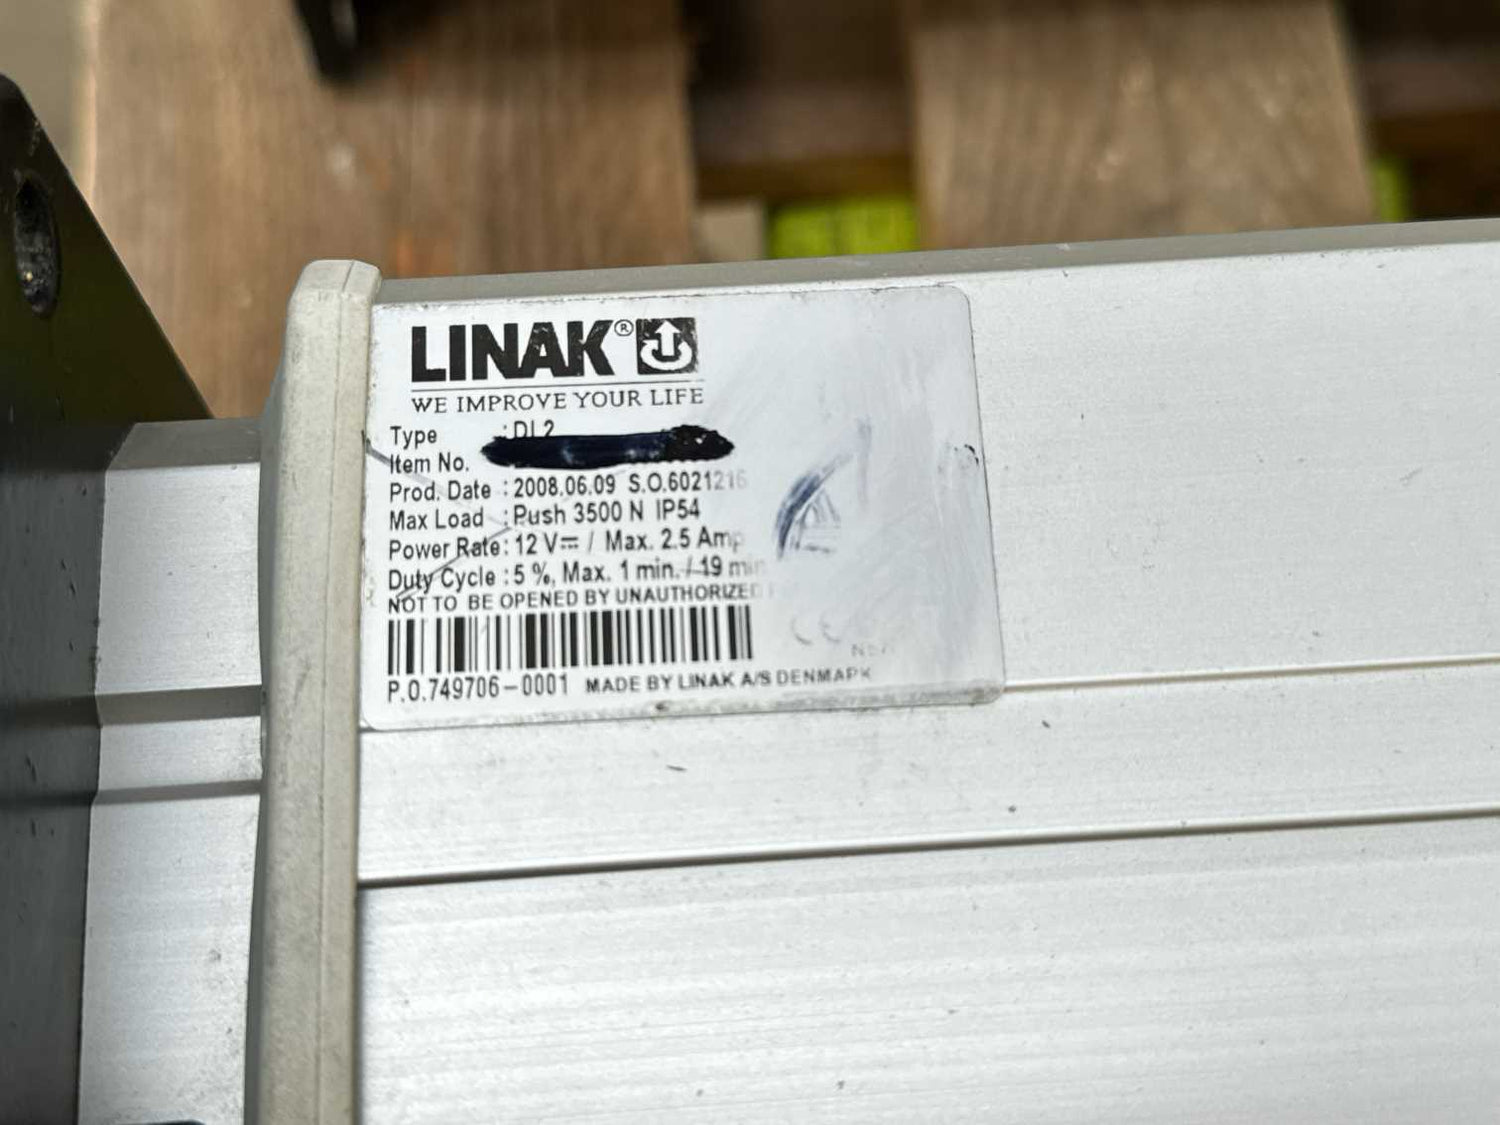 LINAK®
WE IMPROVE YOUR LIFE
Type : DL2
Item No.
Prod. Date : 2008.06.09 S.O.6021216
Max Load : Push 3500 N IP54
Power Rate: 12 V⎓ / Max. 2.5 Amp
Duty Cycle : 5 %, Max. 1 min. / 19 min
NOT TO BE OPENED BY UNAUTHORIZED
P.O.749706-0001 MADE BY LINAK A/S DENMARK
CE